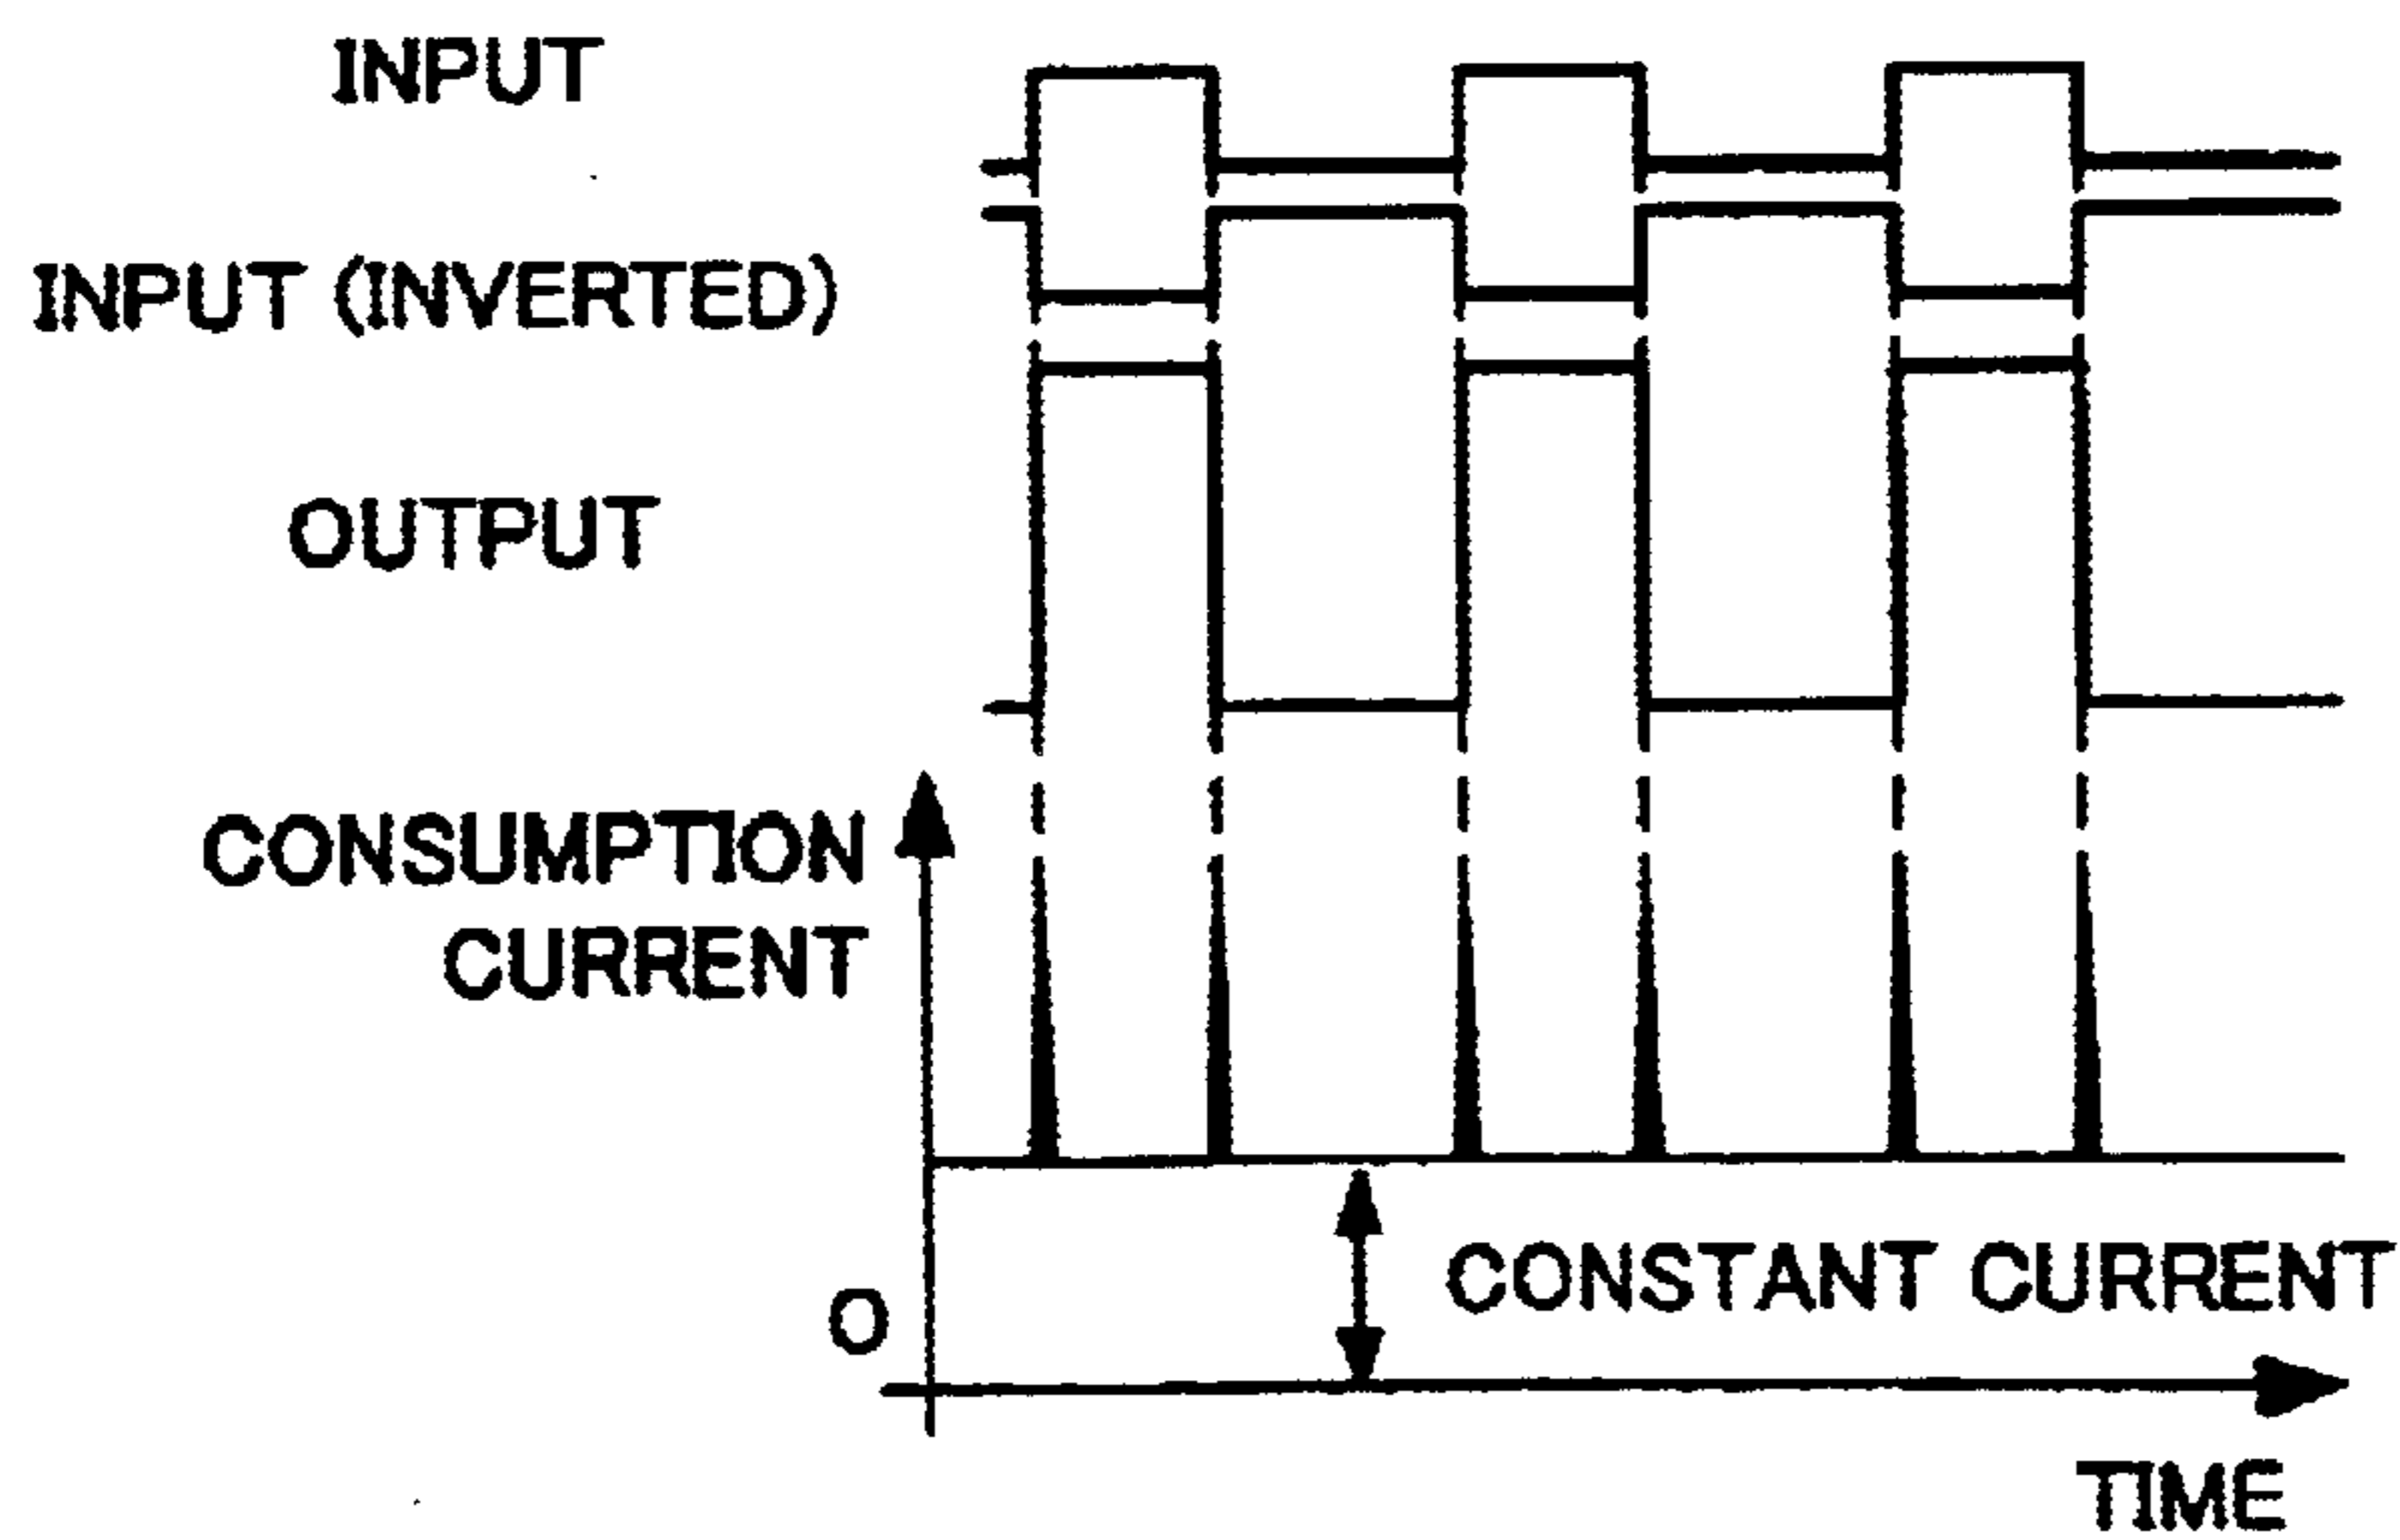 INPUT
INPUT (INVERTED)
OUTPUT
CONSUMPTION
CURRENT
CONSTANT CURRENT
O
TIME